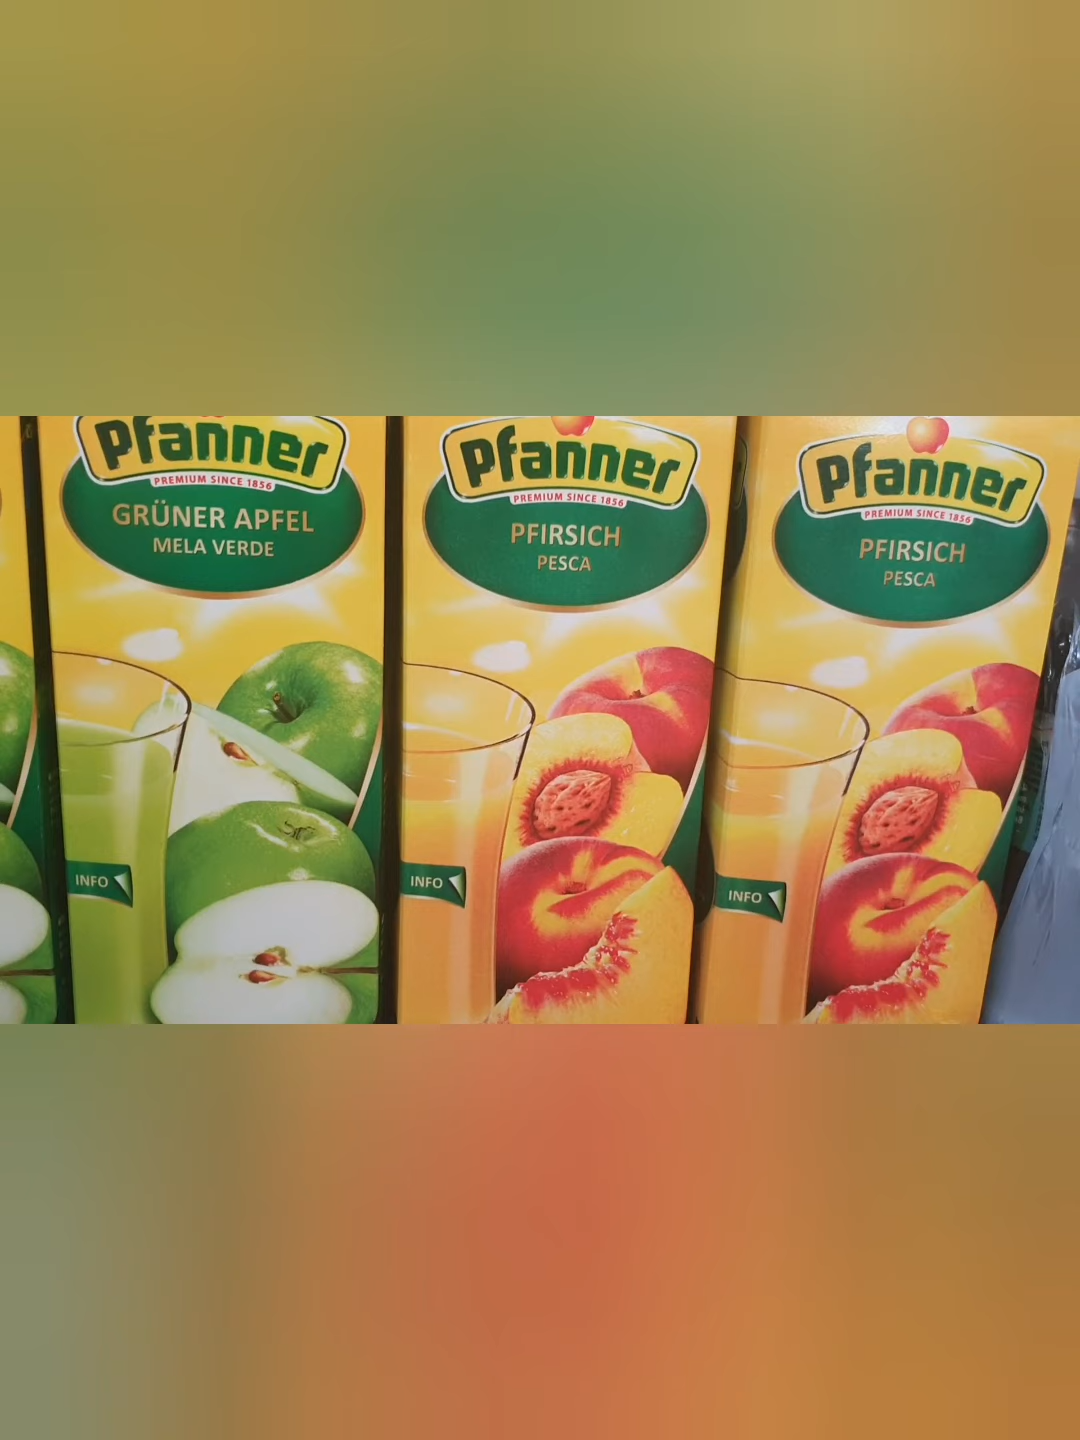 Pfanner
PREMIUM SINCE 1856
GRÜNER APFEL
MELA VERDE
INFO
Pfanner
PREMIUM SINCE 1856
PFIRSICH
PESCA
INFO
Pfanner
PREMIUM SINCE 1856
PFIRSICH
PESCA
INFO